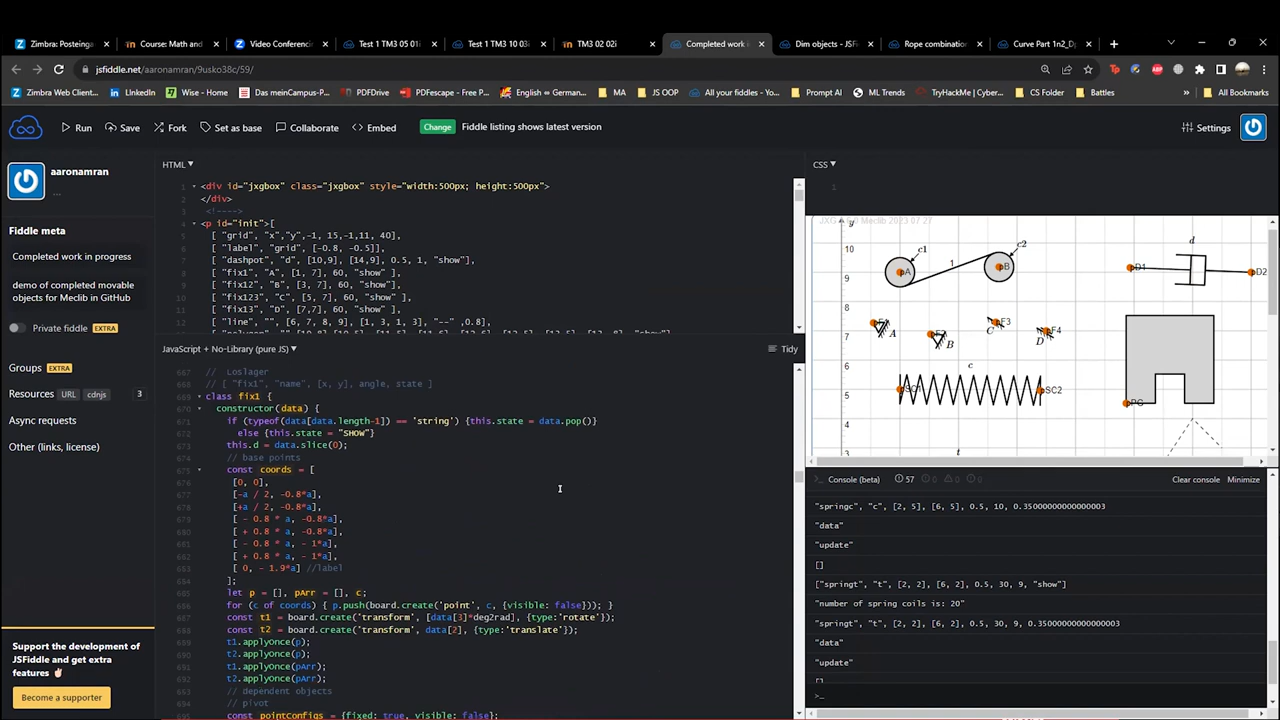 Zimbra: Posteing
Course: Math and
Video Conferenci
Test 1 TM3 05 01i
Test 1 TM3 10 03i
TM3 02 02i
Completed work i
Dim objects - JSFi
Rope combination
Curve Part 1n2_D
jsfiddle.net/aaronamran/9usko38c/59/
Zimbra Web Client...
LinkedIn
Wise - Home
Das meinCampus-P...
PDFDrive
PDFescape - Free P...
English ⇔ German...
MA
JS OOP
All your fiddles - Yo...
Prompt AI
ML Trends
TryHackMe | Cyber...
CS Folder
Battles
»
All Bookmarks
Run
Save
Fork
Set as base
Collaborate
Embed
Change
Fiddle listing shows latest version
Settings
aaronamran
...
Fiddle meta
Completed work in progress
demo of completed movable
objects for Meclib in GitHub
Private fiddle EXTRA
Groups EXTRA
Resources URL cdnjs 3
Async requests
Other (links, license)
Support the development of
JSFiddle and get extra
features
Become a supporter
HTML
1 <div id="jxgbox" class="jxgbox" style="width:500px; height:500px">
2 </div>
3 <!---->
4 <p id="init">[
5 [ "grid", "x","y",-1, 15,-1,11, 40],
6 [ "label", "grid", [-0.8, -0.5]],
7 [ "dashpot", "d", [10,9], [14,9], 0.5, 1, "show"],
8 [ "fix1", "A", [1, 7], 60, "show"],
9 [ "fix12", "B", [3, 7], 60, "show"],
10 [ "fix123", "C", [5, 7], 60, "show"],
11 [ "fix13", "D", [7,7], 60, "show"],
12 [ "line", "", [6, 7, 8, 9], [1, 3, 1, 3], "--" ,0.8],
JavaScript + No-Library (pure JS)
Tidy
667 //  Loslager
668 // [ "fix1", "name", [x, y], angle, state ]
669 class fix1 {
670 constructor(data) {
671 if (typeof(data[data.length-1]) == 'string') {this.state = data.pop()}
672 else {this.state = "SHOW"}
673 this.d = data.slice(0);
674 // base points
675 const coords = [
676 [0, 0],
677 [-a / 2, -0.8*a],
678 [+a / 2, -0.8*a],
679 [ - 0.8 * a, -0.8*a],
680 [ + 0.8 * a, -0.8*a],
681 [ - 0.8 * a, - 1*a],
682 [ + 0.8 * a, - 1*a],
683 [ 0, - 1.9*a] //label
684 ];
685 let p = [], pArr = [], c;
686 for (c of coords) { p.push(board.create('point', c, {visible: false})); }
687 const t1 = board.create('transform', [data[3]*deg2rad], {type:'rotate'});
688 const t2 = board.create('transform', data[2], {type:'translate'});
689 t1.applyOnce(p);
690 t2.applyOnce(p);
691 t1.applyOnce(pArr);
692 t2.applyOnce(pArr);
693 // dependent objects
694 // pivot
695 const pointConfigs = {fixed: true, visible: false};
CSS
1
y
10
9
8
7
6
5
4
3
c1
c2
1
pA
pB
d
pD1
pD2
A
B
C
F3
D
F4
c
SC2
t
Console (beta)
57
0
0
0
Clear console
Minimize
"springc", "c", [2, 5], [6, 5], 0.5, 10, 0.35000000000000003
"data"
"update"
[]
["springt", "t", [2, 2], [6, 2], 0.5, 30, 9, "show"]
"number of spring coils is: 20"
"springt", "t", [2, 2], [6, 2], 0.5, 30, 9, 0.35000000000000003
"data"
"update"
[]
>_